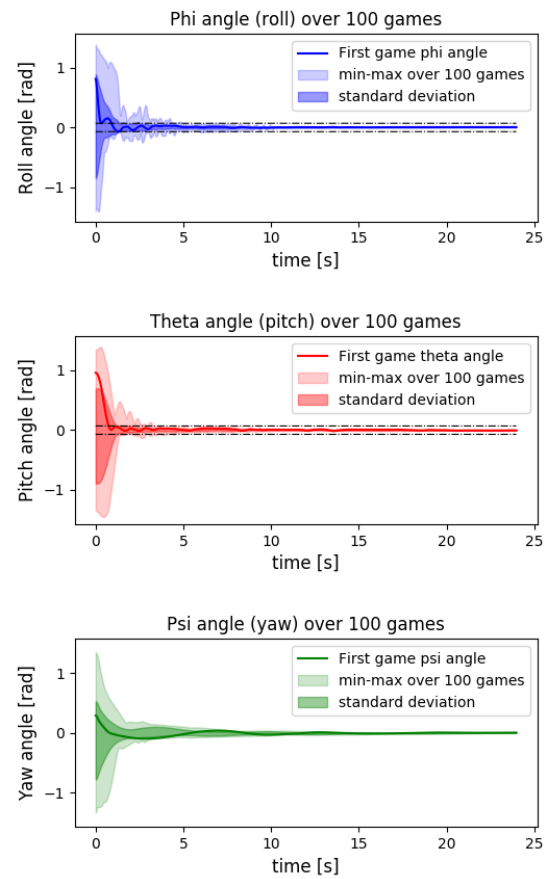 Phi angle (roll) over 100 games
Roll angle [rad]
1
0
−1
First game phi angle
min-max over 100 games
standard deviation
0 5 10 15 20 25
time [s]
Theta angle (pitch) over 100 games
Pitch angle [rad]
1
0
−1
First game theta angle
min-max over 100 games
standard deviation
0 5 10 15 20 25
time [s]
Psi angle (yaw) over 100 games
Yaw angle [rad]
1
0
−1
First game psi angle
min-max over 100 games
standard deviation
0 5 10 15 20 25
time [s]